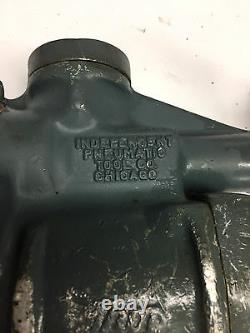 INDEPENDENT
PNEUMATIC
TOOL CO.
CHICAGO